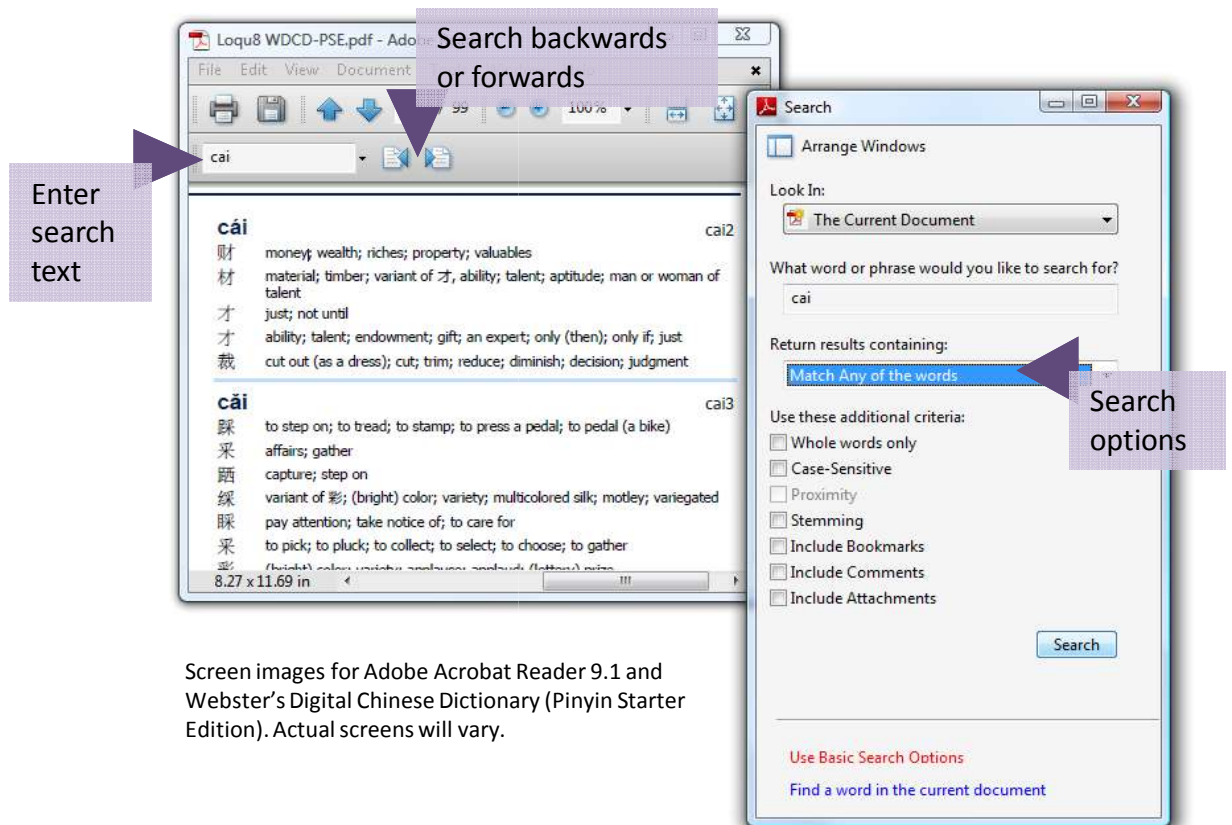 Loqu8 WDCD-PSE.pdf - Ado
Search backwards
or forwards
File Edit View Document
99
100%
cai
Enter
search
text
cái cai2
财 money; wealth; riches; property; valuables
材 material; timber; variant of 才, ability; talent; aptitude; man or woman of
talent
才 just; not until
才 ability; talent; endowment; gift; an expert; only (then); only if; just
裁 cut out (as a dress); cut; trim; reduce; diminish; decision; judgment
cǎi cai3
踩 to step on; to tread; to stamp; to press a pedal; to pedal (a bike)
采 affairs; gather
capture; step on
綵 variant of 彩; (bright) color; variety; multicolored silk; motley; variegated
睬 pay attention; take notice of; to care for
采 to pick; to pluck; to collect; to select; to choose; to gather
彩 (bright) color; variety; applause; applaud; (lottery) prize
8.27 x 11.69 in
Search
Arrange Windows
Look In:
The Current Document
What word or phrase would you like to search for?
cai
Return results containing:
Match Any of the words
Search
options
Use these additional criteria:
Whole words only
Case-Sensitive
Proximity
Stemming
Include Bookmarks
Include Comments
Include Attachments
Search
Use Basic Search Options
Find a word in the current document
Screen images for Adobe Acrobat Reader 9.1 and
Webster's Digital Chinese Dictionary (Pinyin Starter
Edition). Actual screens will vary.